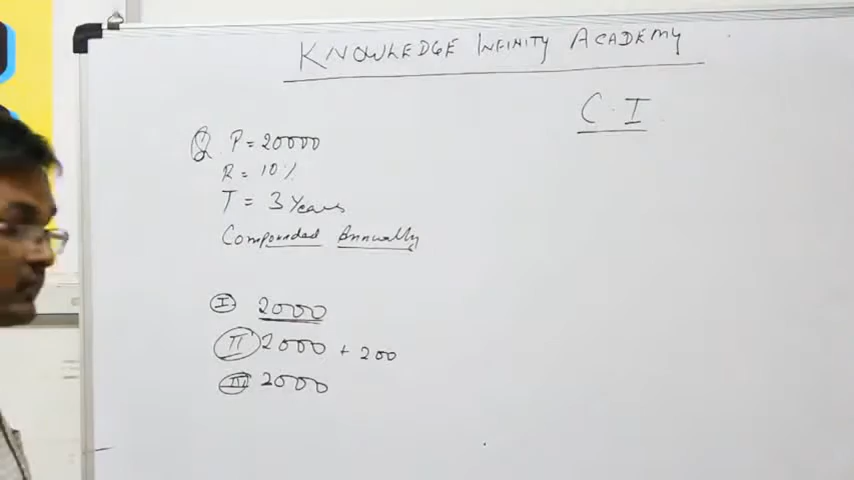 KNOWLEDGE INFINITY ACADEMY
C.I
Q. P = 20000
R = 10%
T = 3 Years
Compounded Annually
I 2000
II 2000 + 200
III 2000